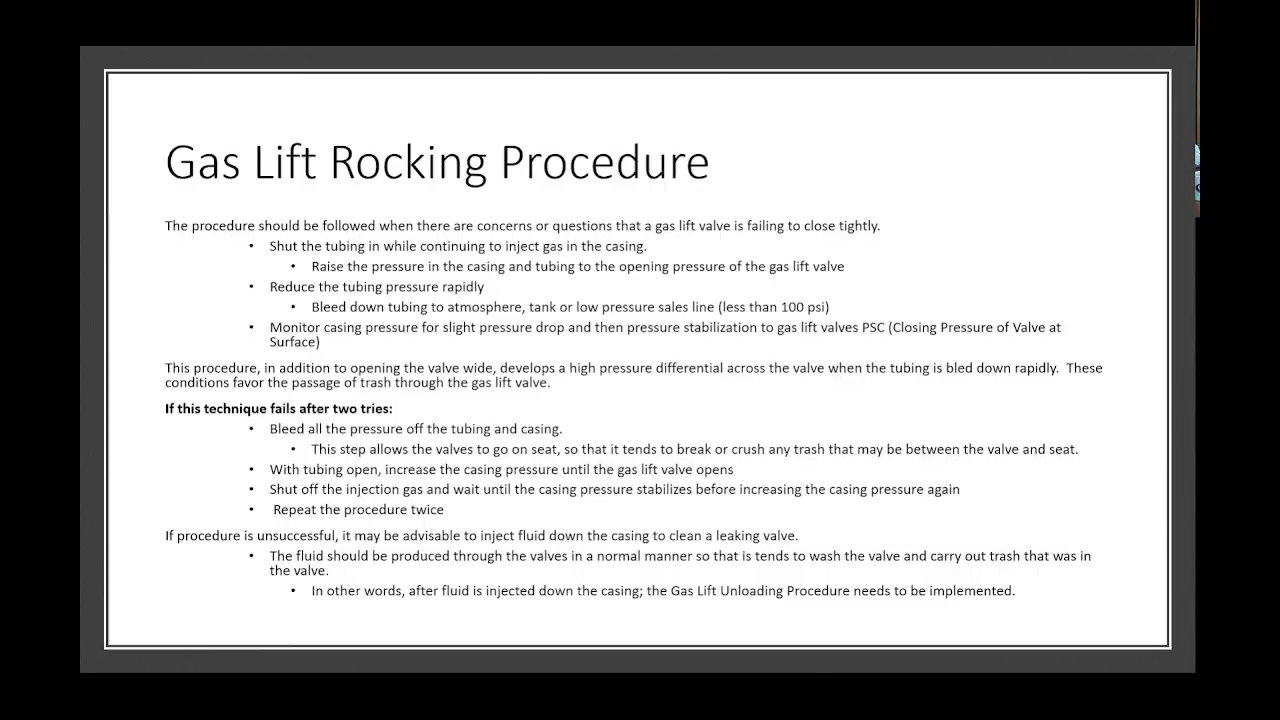 Gas Lift Rocking Procedure
The procedure should be followed when there are concerns or questions that a gas lift valve is failing to close tightly.
• Shut the tubing in while continuing to inject gas in the casing.
• Raise the pressure in the casing and tubing to the opening pressure of the gas lift valve
• Reduce the tubing pressure rapidly
• Bleed down tubing to atmosphere, tank or low pressure sales line (less than 100 psi)
• Monitor casing pressure for slight pressure drop and then pressure stabilization to gas lift valves PSC (Closing Pressure of Valve at
Surface)
This procedure, in addition to opening the valve wide, develops a high pressure differential across the valve when the tubing is bled down rapidly. These
conditions favor the passage of trash through the gas lift valve.
If this technique fails after two tries:
• Bleed all the pressure off the tubing and casing.
• This step allows the valves to go on seat, so that it tends to break or crush any trash that may be between the valve and seat.
• With tubing open, increase the casing pressure until the gas lift valve opens
• Shut off the injection gas and wait until the casing pressure stabilizes before increasing the casing pressure again
• Repeat the procedure twice
If procedure is unsuccessful, it may be advisable to inject fluid down the casing to clean a leaking valve.
• The fluid should be produced through the valves in a normal manner so that is tends to wash the valve and carry out trash that was in
the valve.
• In other words, after fluid is injected down the casing; the Gas Lift Unloading Procedure needs to be implemented.